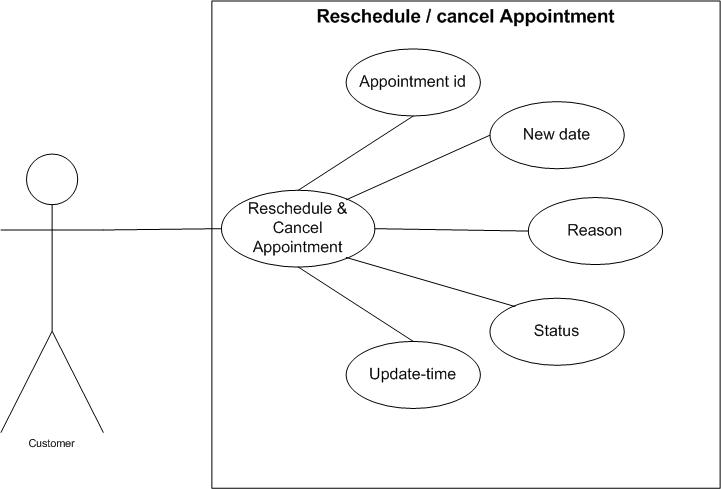 Reschedule / cancel Appointment
Appointment id
New date
Reschedule &
Cancel
Appointment
Reason
Status
Update-time
Customer